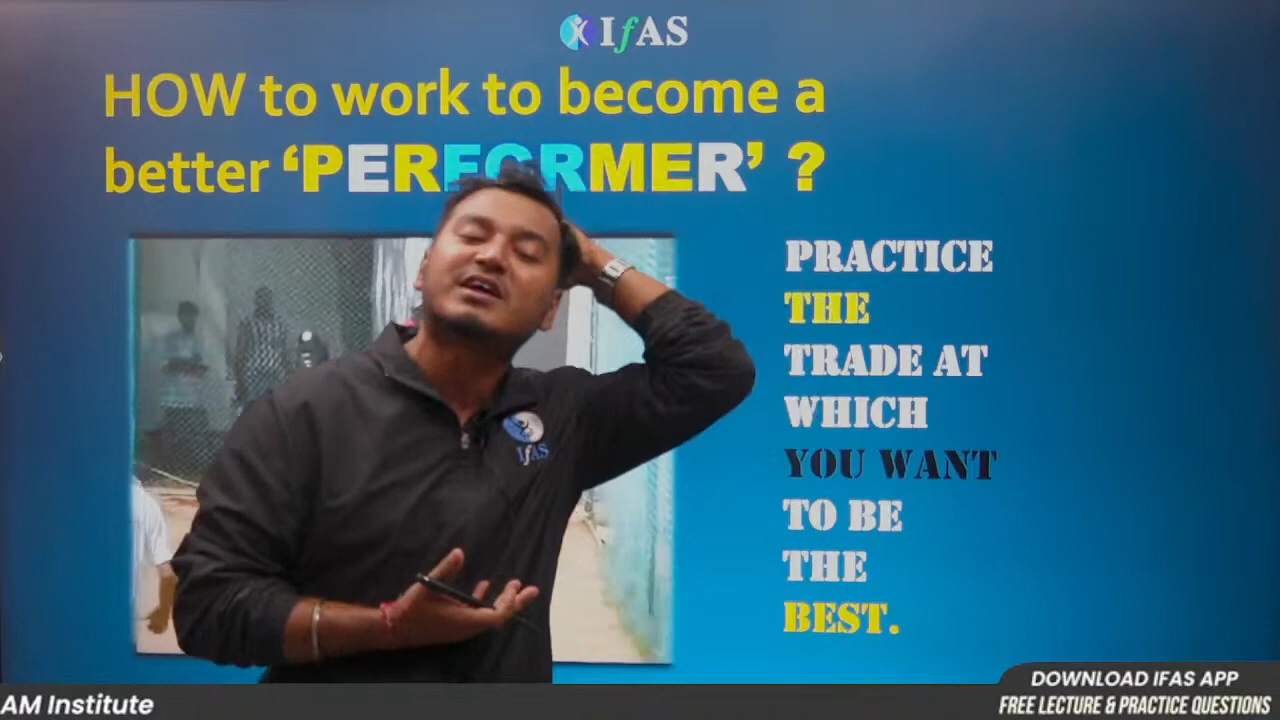 IfAS
HOW to work to become a
better ‘PERFORMER’ ?
PRACTICE
THE
TRADE AT
WHICH
YOU WANT
TO BE
THE
BEST.
IfAS
AM Institute
DOWNLOAD IFAS APP
FREE LECTURE & PRACTICE QUESTIONS